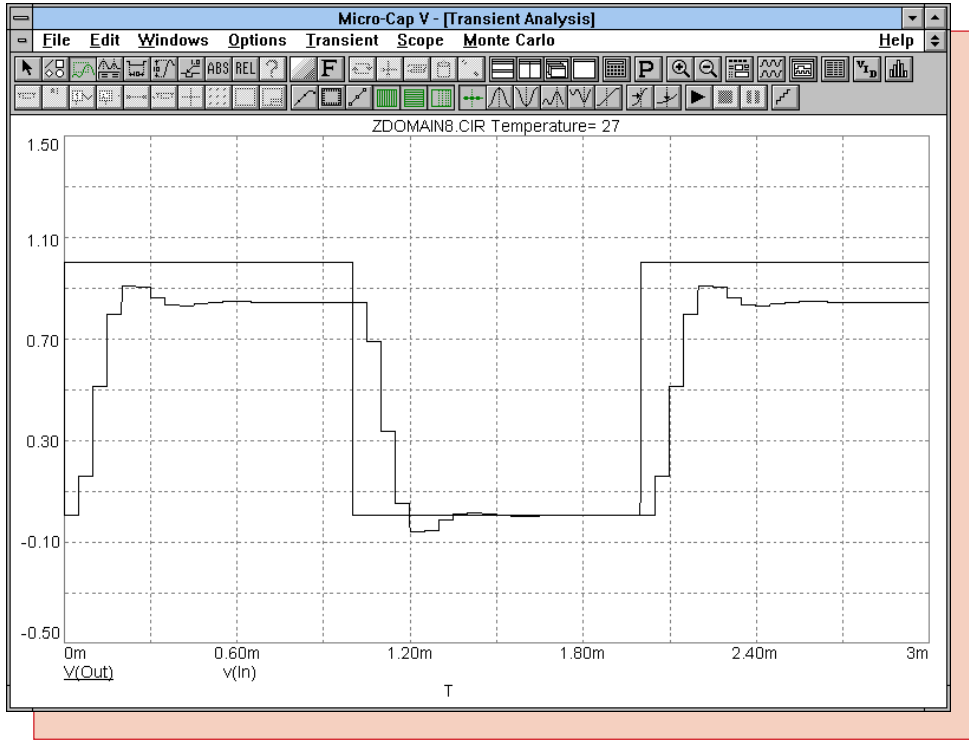 Micro-Cap V - [Transient Analysis]
File Edit Windows Options Transient Scope Monte Carlo Help
ABS REL ? F P VID
ZDOMAIN8.CIR Temperature= 27
1.50
1.10
0.70
0.30
-0.10
-0.50
0m 0.60m 1.20m 1.80m 2.40m 3m
V(Out) v(In)
T